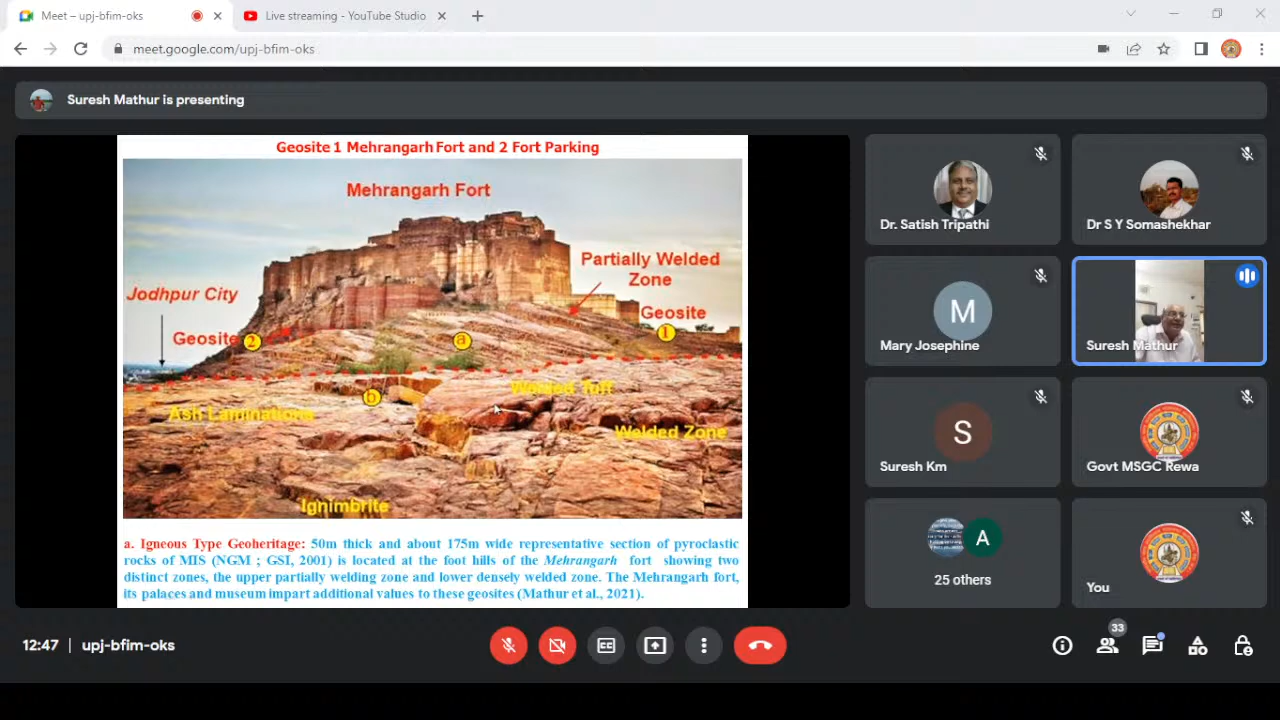 Meet – upj-bfim-oks
Live streaming - YouTube Studio
meet.google.com/upj-bfim-oks
Suresh Mathur is presenting
Geosite 1 Mehrangarh Fort and 2 Fort Parking
Mehrangarh Fort
Partially Welded
Zone
Jodhpur City
Geosite
1
Geosite 2
a
b
Welded Tuff
Ash Laminations
Welded Zone
Ignimbrite
a. Igneous Type Geoheritage: 50m thick and about 175m wide representative section of pyroclastic
rocks of MIS (NGM ; GSI, 2001) is located at the foot hills of the Mehrangarh fort showing two
distinct zones, the upper partially welding zone and lower densely welded zone. The Mehrangarh fort,
its palaces and museum impart additional values to these geosites (Mathur et al., 2021).
Dr. Satish Tripathi
Dr S Y Somashekhar
M
Mary Josephine
Suresh Mathur
S
Suresh Km
Govt MSGC Rewa
A
25 others
You
12:47 | upj-bfim-oks
CC
33